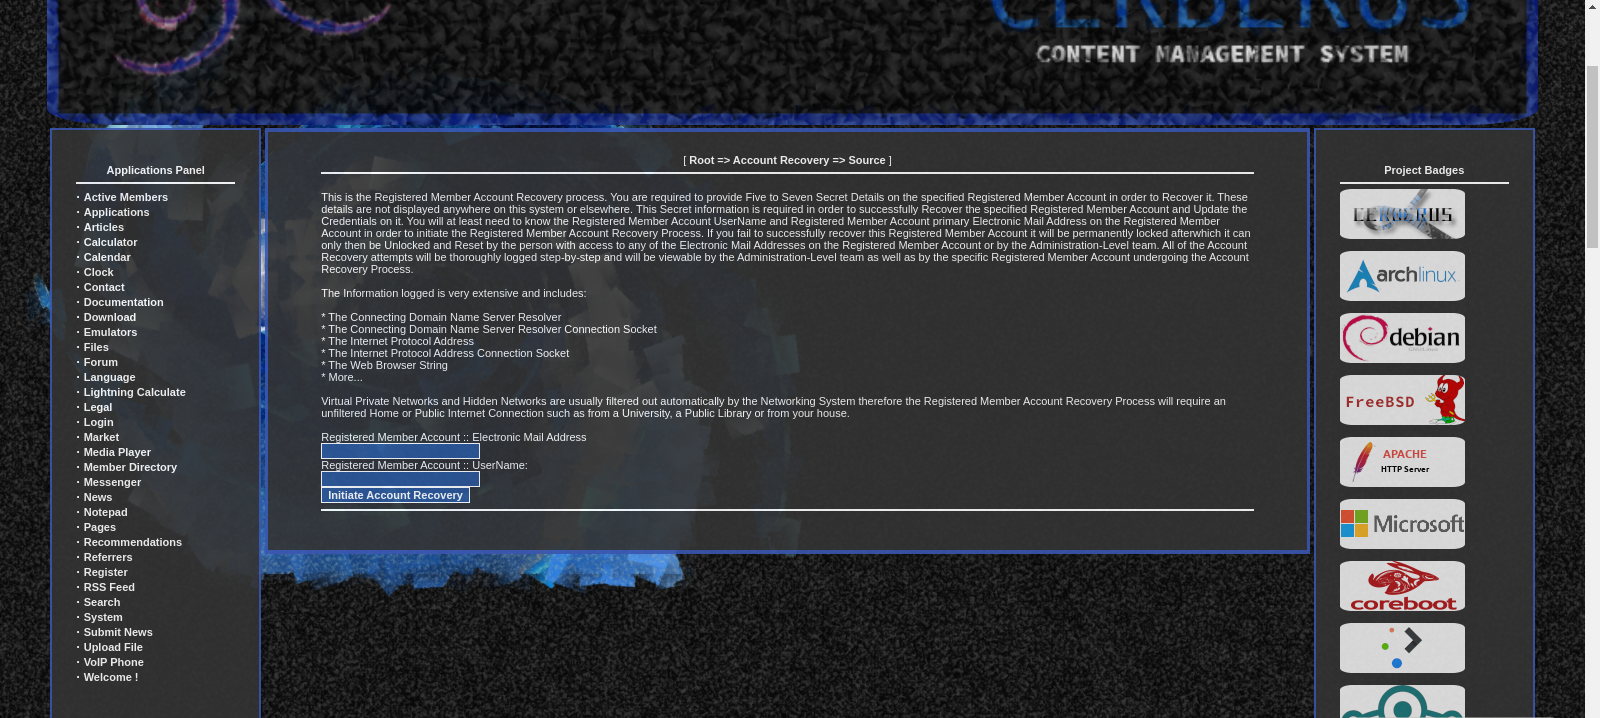 CERBERUS
CONTENT MANAGEMENT SYSTEM
Applications Panel
· Active Members
· Applications
· Articles
· Calculator
· Calendar
· Clock
· Contact
· Documentation
· Download
· Emulators
· Files
· Forum
· Language
· Lightning Calculate
· Legal
· Login
· Market
· Media Player
· Member Directory
· Messenger
· News
· Notepad
· Pages
· Recommendations
· Referrers
· Register
· RSS Feed
· Search
· System
· Submit News
· Upload File
· VoIP Phone
· Welcome !
[ Root => Account Recovery => Source ]
This is the Registered Member Account Recovery process. You are required to provide Five to Seven Secret Details on the specified Registered Member Account in order to Recover it. These
details are not displayed anywhere on this system or elsewhere. This Secret information is required in order to successfully Recover the specified Registered Member Account and Update the
Credentials on it. You will at least need to know the Registered Member Account UserName and Registered Member Account primary Electronic Mail Address on the Registered Member
Account in order to initiate the Registered Member Account Recovery Process. If you fail to successfully recover this Registered Member Account it will be permanently locked afterwhich it can
only then be Unlocked and Reset by the person with access to any of the Electronic Mail Addresses on the Registered Member Account or by the Administration-Level team. All of the Account
Recovery attempts will be thoroughly logged step-by-step and will be viewable by the Administration-Level team as well as by the specific Registered Member Account undergoing the Account
Recovery Process.
The Information logged is very extensive and includes:
* The Connecting Domain Name Server Resolver
* The Connecting Domain Name Server Resolver Connection Socket
* The Internet Protocol Address
* The Internet Protocol Address Connection Socket
* The Web Browser String
* More...
Virtual Private Networks and Hidden Networks are usually filtered out automatically by the Networking System therefore the Registered Member Account Recovery Process will require an
unfiltered Home or Public Internet Connection such as from a University, a Public Library or from your house.
Registered Member Account :: Electronic Mail Address
Registered Member Account :: UserName:
Initiate Account Recovery
Project Badges
CERBERUS
archlinux
debian
FreeBSD
APACHE
HTTP Server
Microsoft
coreboot